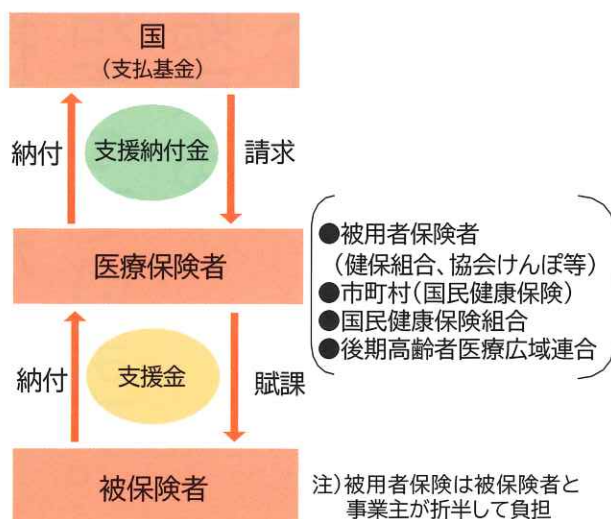 国
(支払基金)
納付
支援納付金
請求
医療保険者
●被用者保険者
(健保組合、協会けんぽ等)
●市町村(国民健康保険)
●国民健康保険組合
●後期高齢者医療広域連合
納付
支援金
賦課
被保険者
注)被用者保険は被保険者と
事業主が折半して負担